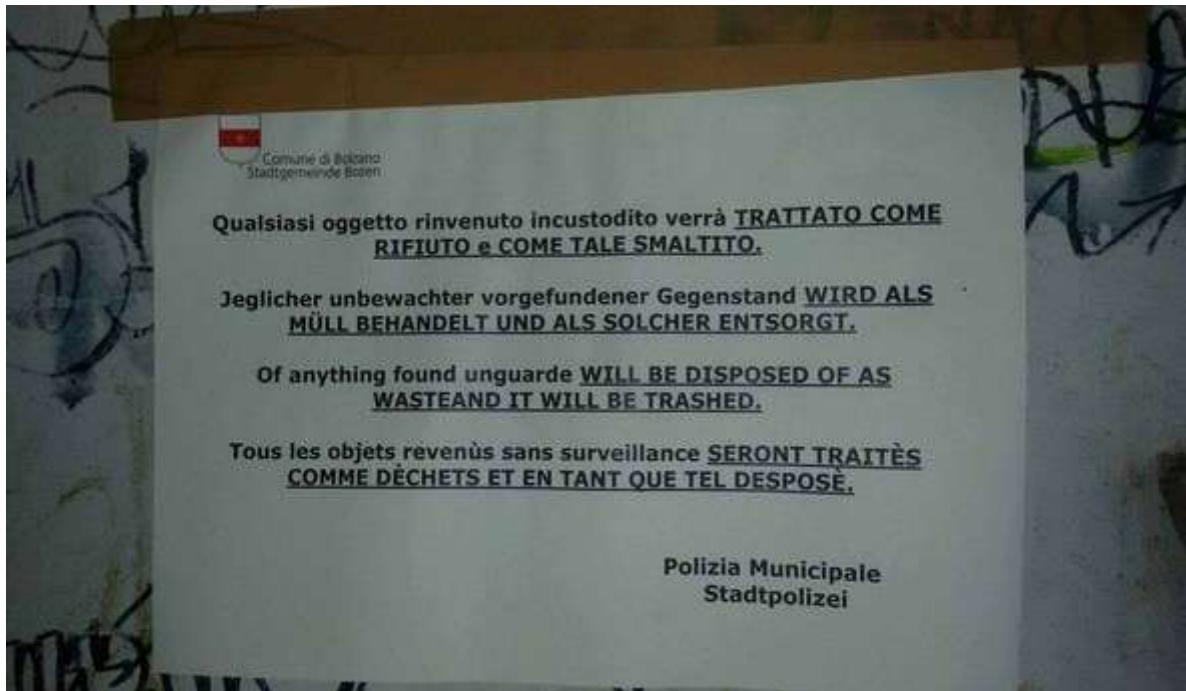 Comune di Bolzano
Stadtgemeinde Bozen
Qualsiasi oggetto rinvenuto incustodito verrà TRATTATO COME
RIFIUTO e COME TALE SMALTITO.
Jeglicher unbewachter vorgefundener Gegenstand WIRD ALS
MÜLL BEHANDELT UND ALS SOLCHER ENTSORGT.
Of anything found unguarde WILL BE DISPOSED OF AS
WASTEAND IT WILL BE TRASHED.
Tous les objets revenùs sans surveillance SERONT TRAITÈS
COMME DÈCHETS ET EN TANT QUE TEL DESPOSÈ.
Polizia Municipale
Stadtpolizei